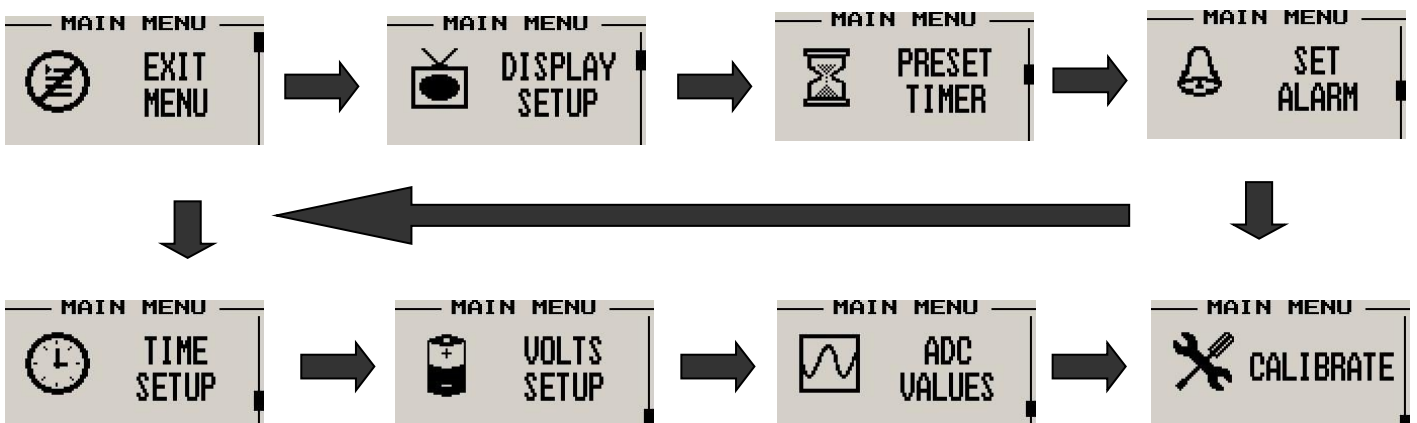 MAIN MENU
EXIT
MENU
MAIN MENU
DISPLAY
SETUP
MAIN MENU
PRESET
TIMER
MAIN MENU
SET
ALARM
MAIN MENU
TIME
SETUP
MAIN MENU
VOLTS
SETUP
MAIN MENU
ADC
VALUES
MAIN MENU
CALIBRATE